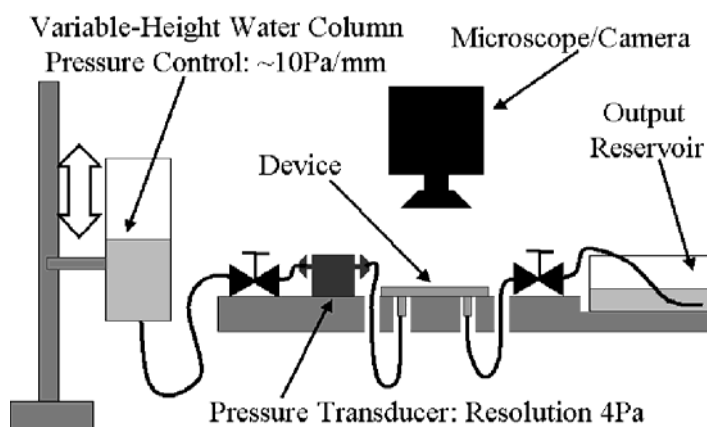 Variable-Height Water Column
Pressure Control: ~10Pa/mm
Microscope/Camera
Output
Reservoir
Device
Pressure Transducer: Resolution 4Pa